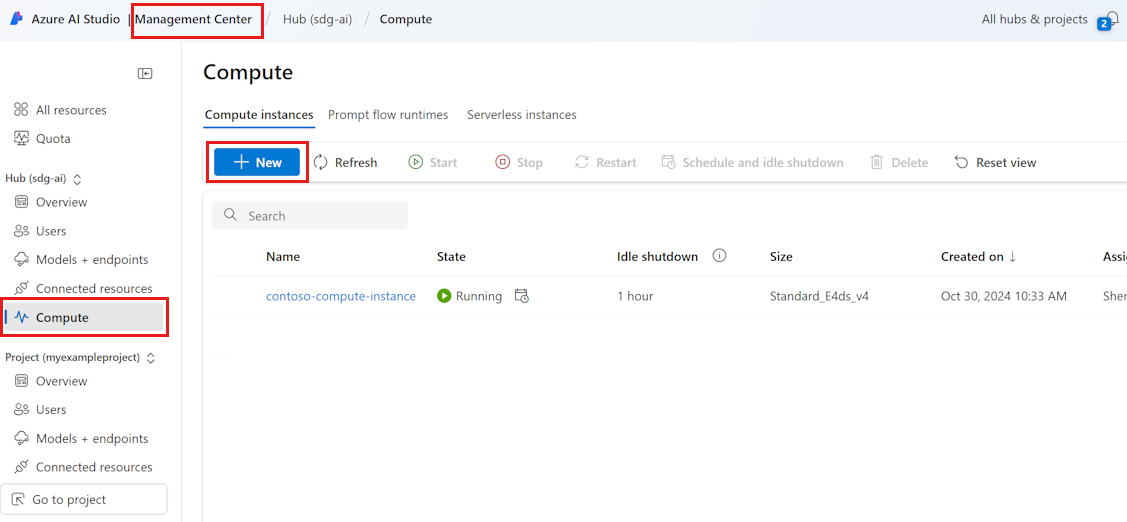 Azure AI Studio | Management Center / Hub (sdg-ai) / Compute All hubs & projects 2
All resources
Quota
Hub (sdg-ai)
Overview
Users
Models + endpoints
Connected resources
Compute
Project (myexampleproject)
Overview
Users
Models + endpoints
Connected resources
Go to project
Compute
Compute instances Prompt flow runtimes Serverless instances
New Refresh Start Stop Restart Schedule and idle shutdown Delete Reset view
Search
Name State Idle shutdown Size Created on ↓ Assi
contoso-compute-instance Running 1 hour Standard_E4ds_v4 Oct 30, 2024 10:33 AM Sher